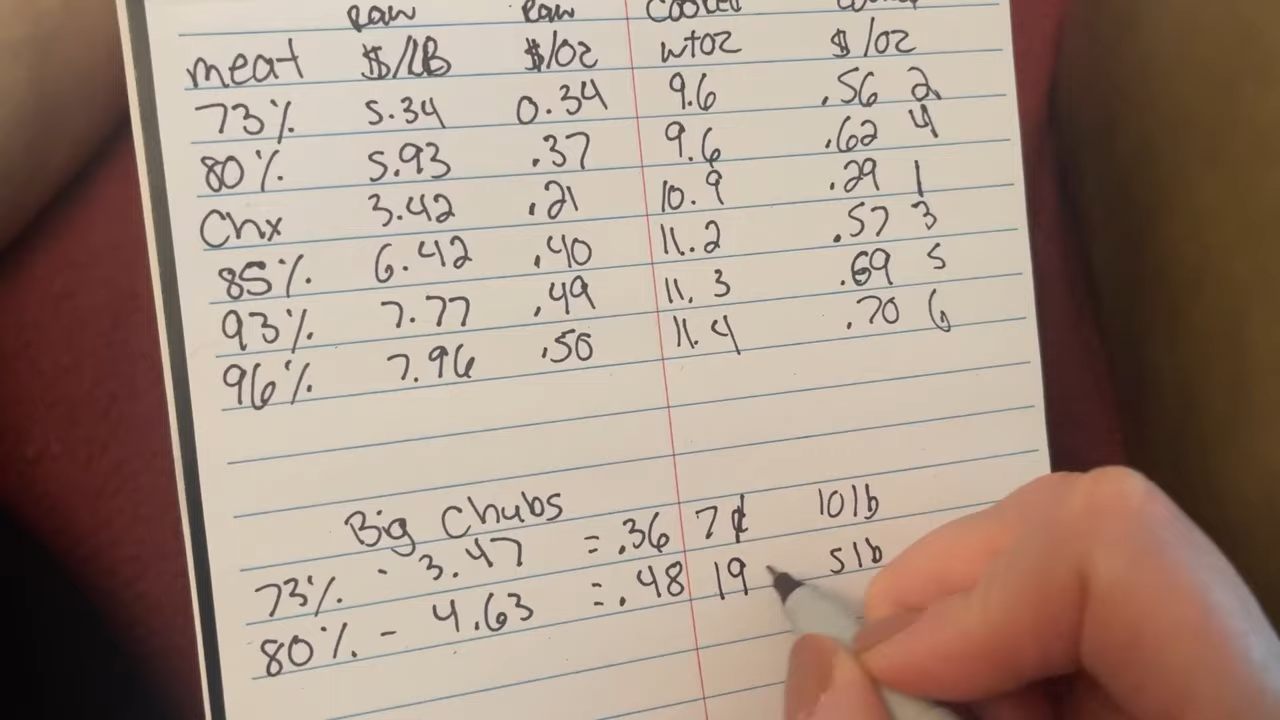 Raw Raw Cooked
meat $/LB $/oz wtoz $/oz
73% 5.34 0.34 9.6 .56 2
80% 5.93 .37 9.6 .62 4
Chx 3.42 .21 10.9 .29 1
85% 6.42 .40 11.2 .57 3
93% 7.77 .49 11.3 .69 5
96% 7.96 .50 11.4 .70 6
Big Chubs
73% - 3.47 = .36 7¢ 10lb
80% - 4.63 = .48 19 5lb